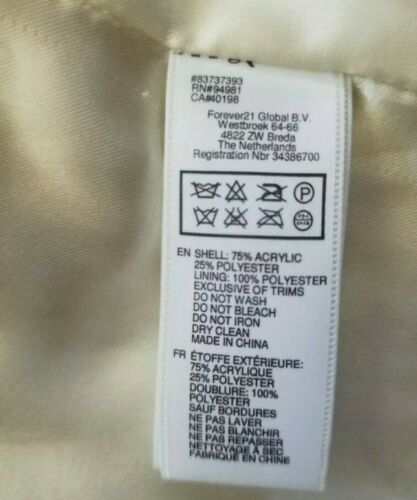 #83737393
RN#94981
CA#40198
Forever21 Global B.V.
Westbroek 64-66
4822 ZW Breda
The Netherlands
Registration Nbr 34386700
P
EN SHELL: 75% ACRYLIC
25% POLYESTER
LINING: 100% POLYESTER
EXCLUSIVE OF TRIMS
DO NOT WASH
DO NOT BLEACH
DO NOT IRON
DRY CLEAN
MADE IN CHINA
FR ÉTOFFE EXTÉRIEURE:
75% ACRYLIQUE
25% POLYESTER
DOUBLURE: 100%
POLYESTER
SAUF BORDURES
NE PAS LAVER
NE PAS BLANCHIR
NE PAS REPASSER
NETTOYAGE À SEC
FABRIQUÉ EN CHINE